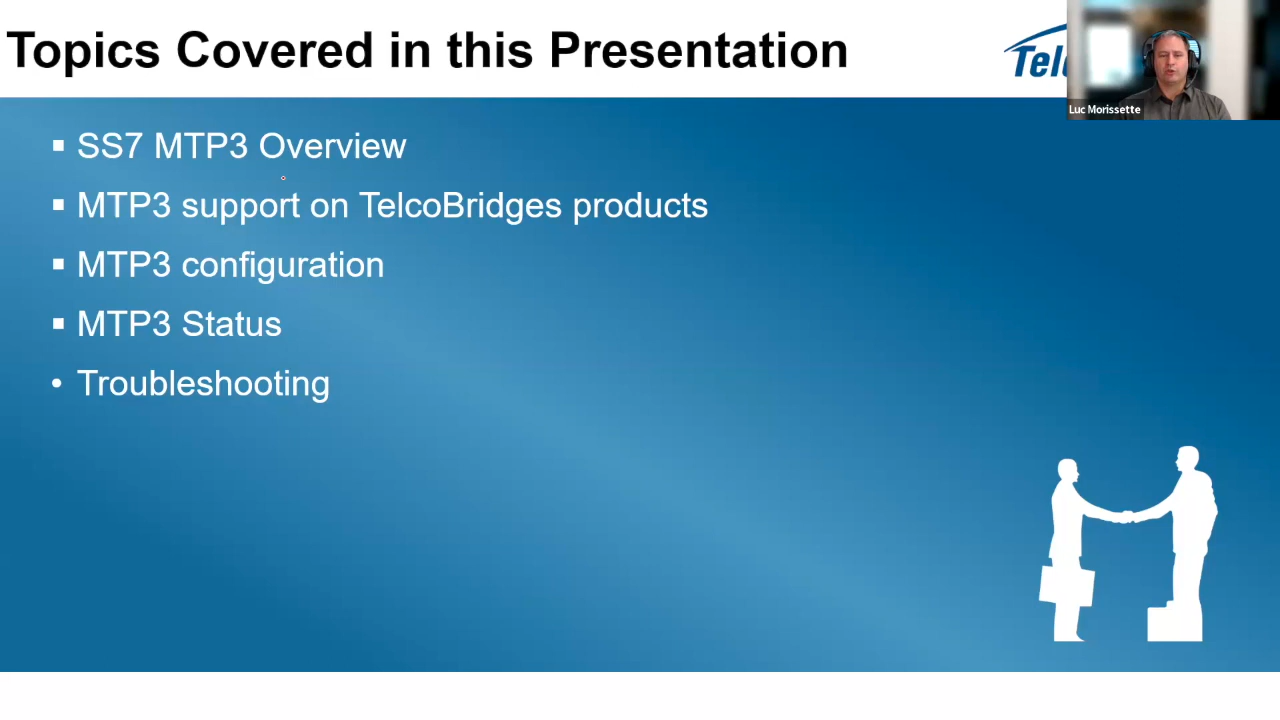 Topics Covered in this Presentation
Luc Morissette
▪ SS7 MTP3 Overview
▪ MTP3 support on TelcoBridges products
▪ MTP3 configuration
▪ MTP3 Status
• Troubleshooting